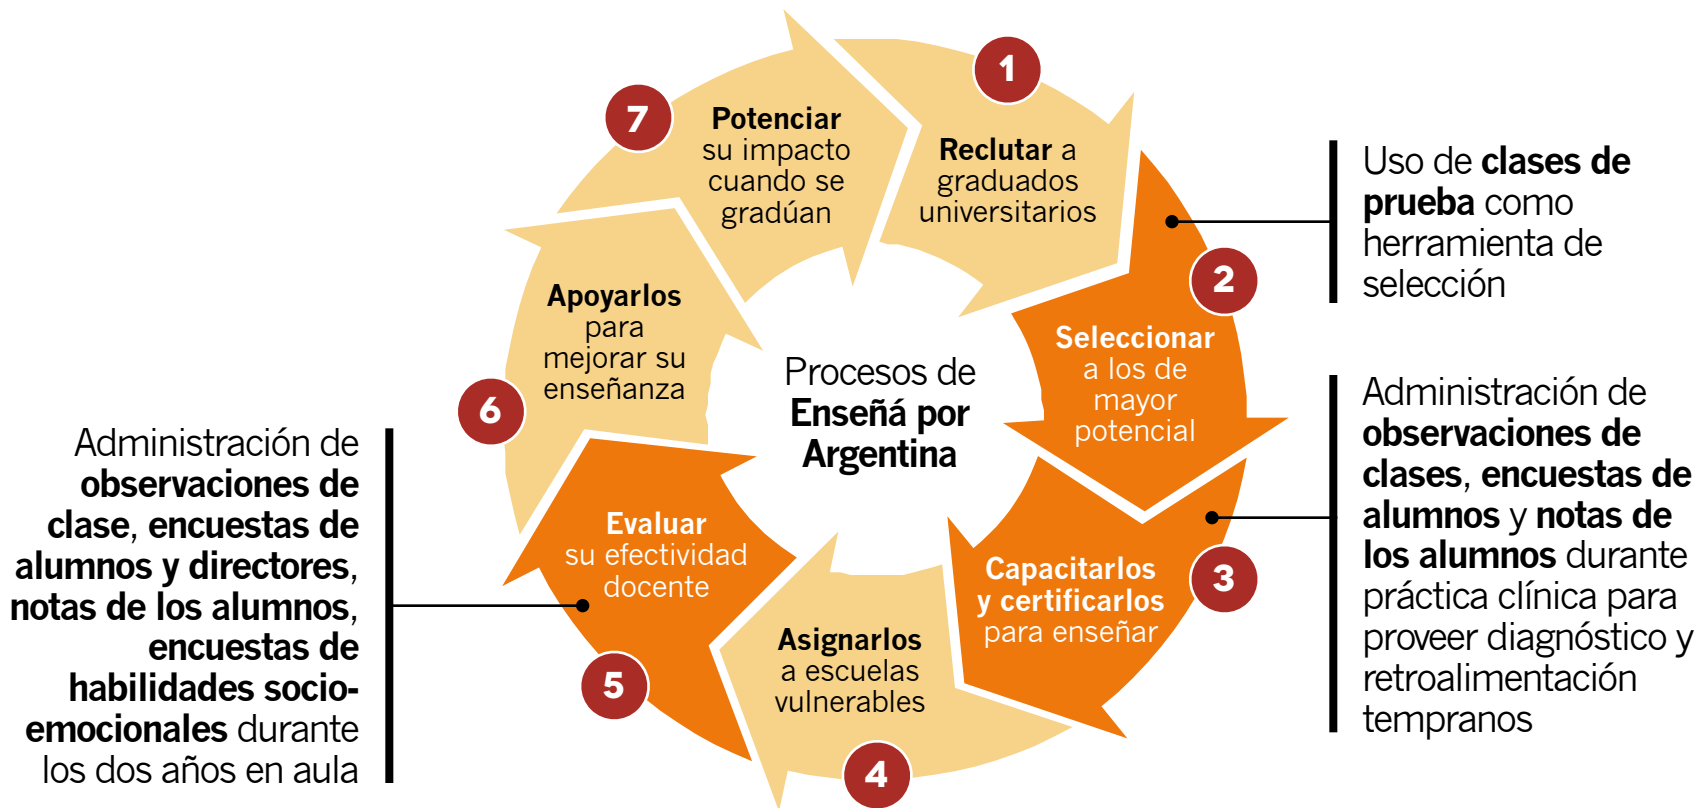 1
Reclutar a
graduados
universitarios
2
Seleccionar
a los de
mayor
potencial
Uso de clases de
prueba como
herramienta de
selección
3
Capacitarlos
y certificarlos
para enseñar
Administración de
observaciones de
clases, encuestas de
alumnos y notas de
los alumnos durante
práctica clínica para
proveer diagnóstico y
retroalimentación
tempranos
4
Asignarlos
a escuelas
vulnerables
5
Evaluar
su efectividad
docente
Administración de
observaciones de
clase, encuestas de
alumnos y directores,
notas de los alumnos,
encuestas de
habilidades socio-
emocionales durante
los dos años en aula
6
Apoyarlos
para
mejorar su
enseñanza
7
Potenciar
su impacto
cuando se
gradúan
Procesos de
Enseñá por
Argentina